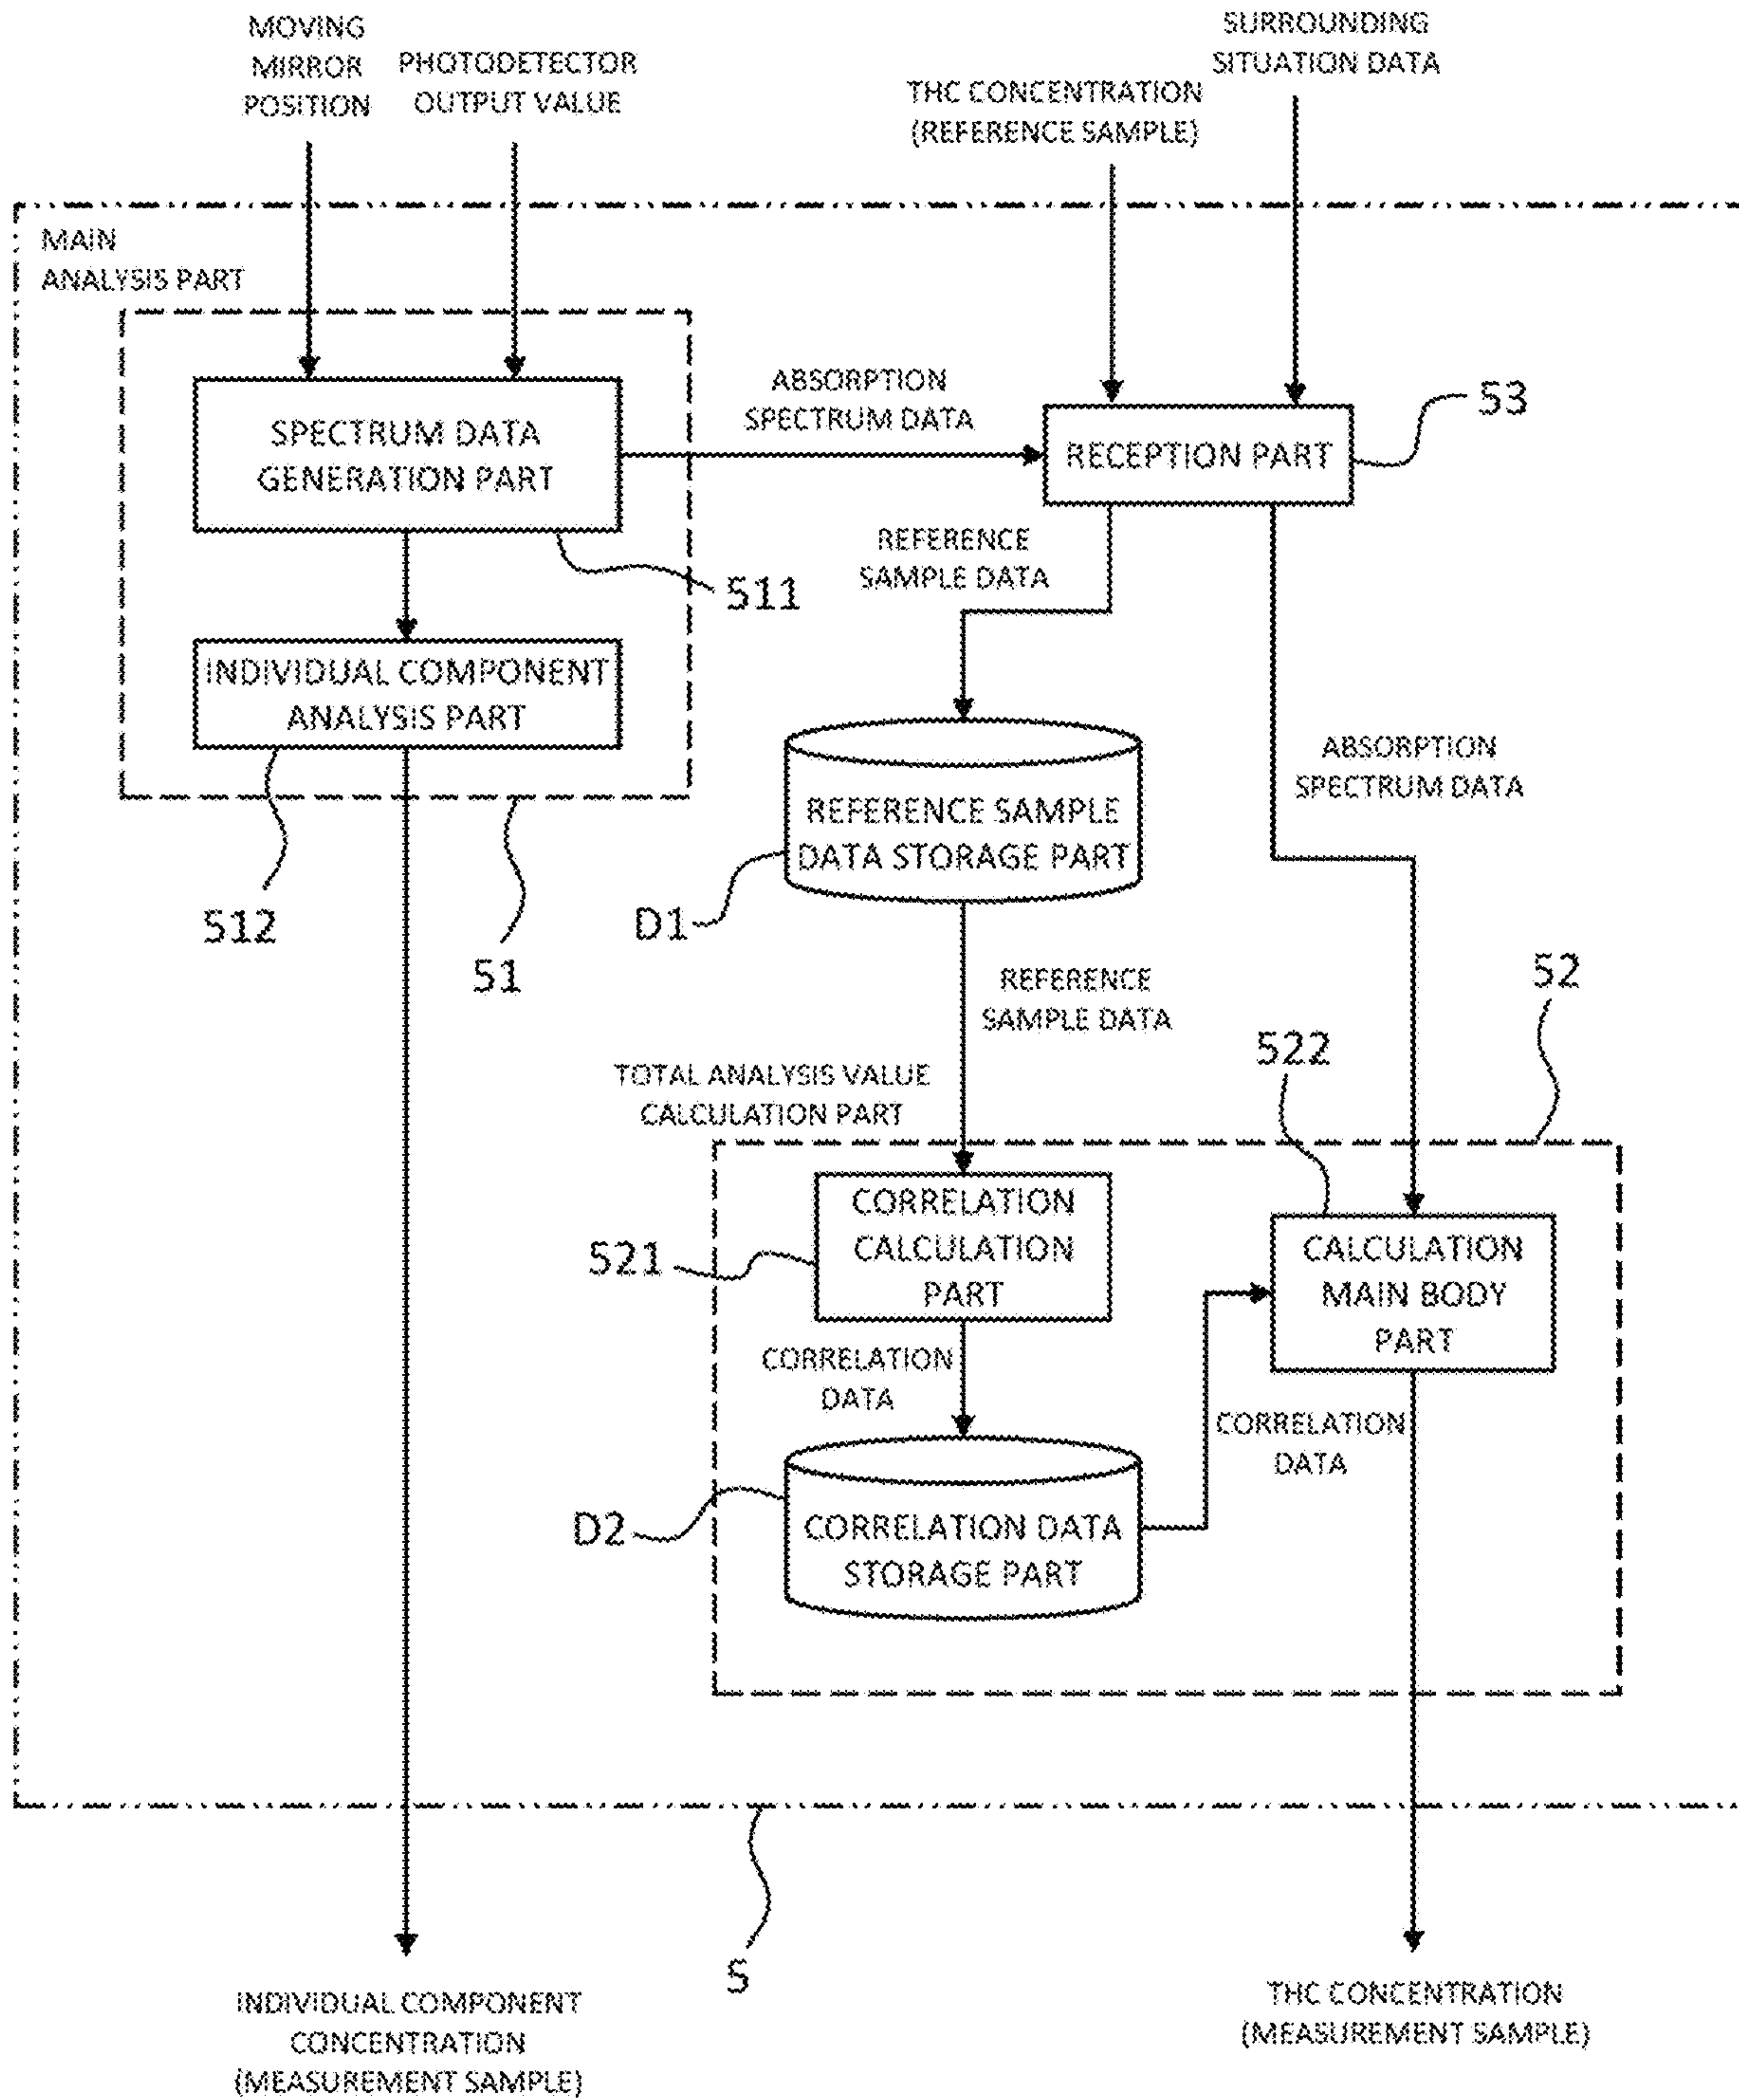 MOVING
MIRROR
POSITION
PHOTODETECTOR
OUTPUT VALUE
THC CONCENTRATION
(REFERENCE SAMPLE)
SURROUNDING
SITUATION DATA
MAIN
ANALYSIS PART
SPECTRUM DATA
GENERATION PART
ABSORPTION
SPECTRUM DATA
RECEPTION PART
53
511
REFERENCE
SAMPLE DATA
INDIVIDUAL COMPONENT
ANALYSIS PART
512
51
REFERENCE SAMPLE
DATA STORAGE PART
D1
ABSORPTION
SPECTRUM DATA
REFERENCE
SAMPLE DATA
52
522
TOTAL ANALYSIS VALUE
CALCULATION PART
CORRELATION
CALCULATION
PART
521
CALCULATION
MAIN BODY
PART
CORRELATION
DATA
CORRELATION
DATA
D2
CORRELATION DATA
STORAGE PART
5
INDIVIDUAL COMPONENT
CONCENTRATION
(MEASUREMENT SAMPLE)
THC CONCENTRATION
(MEASUREMENT SAMPLE)